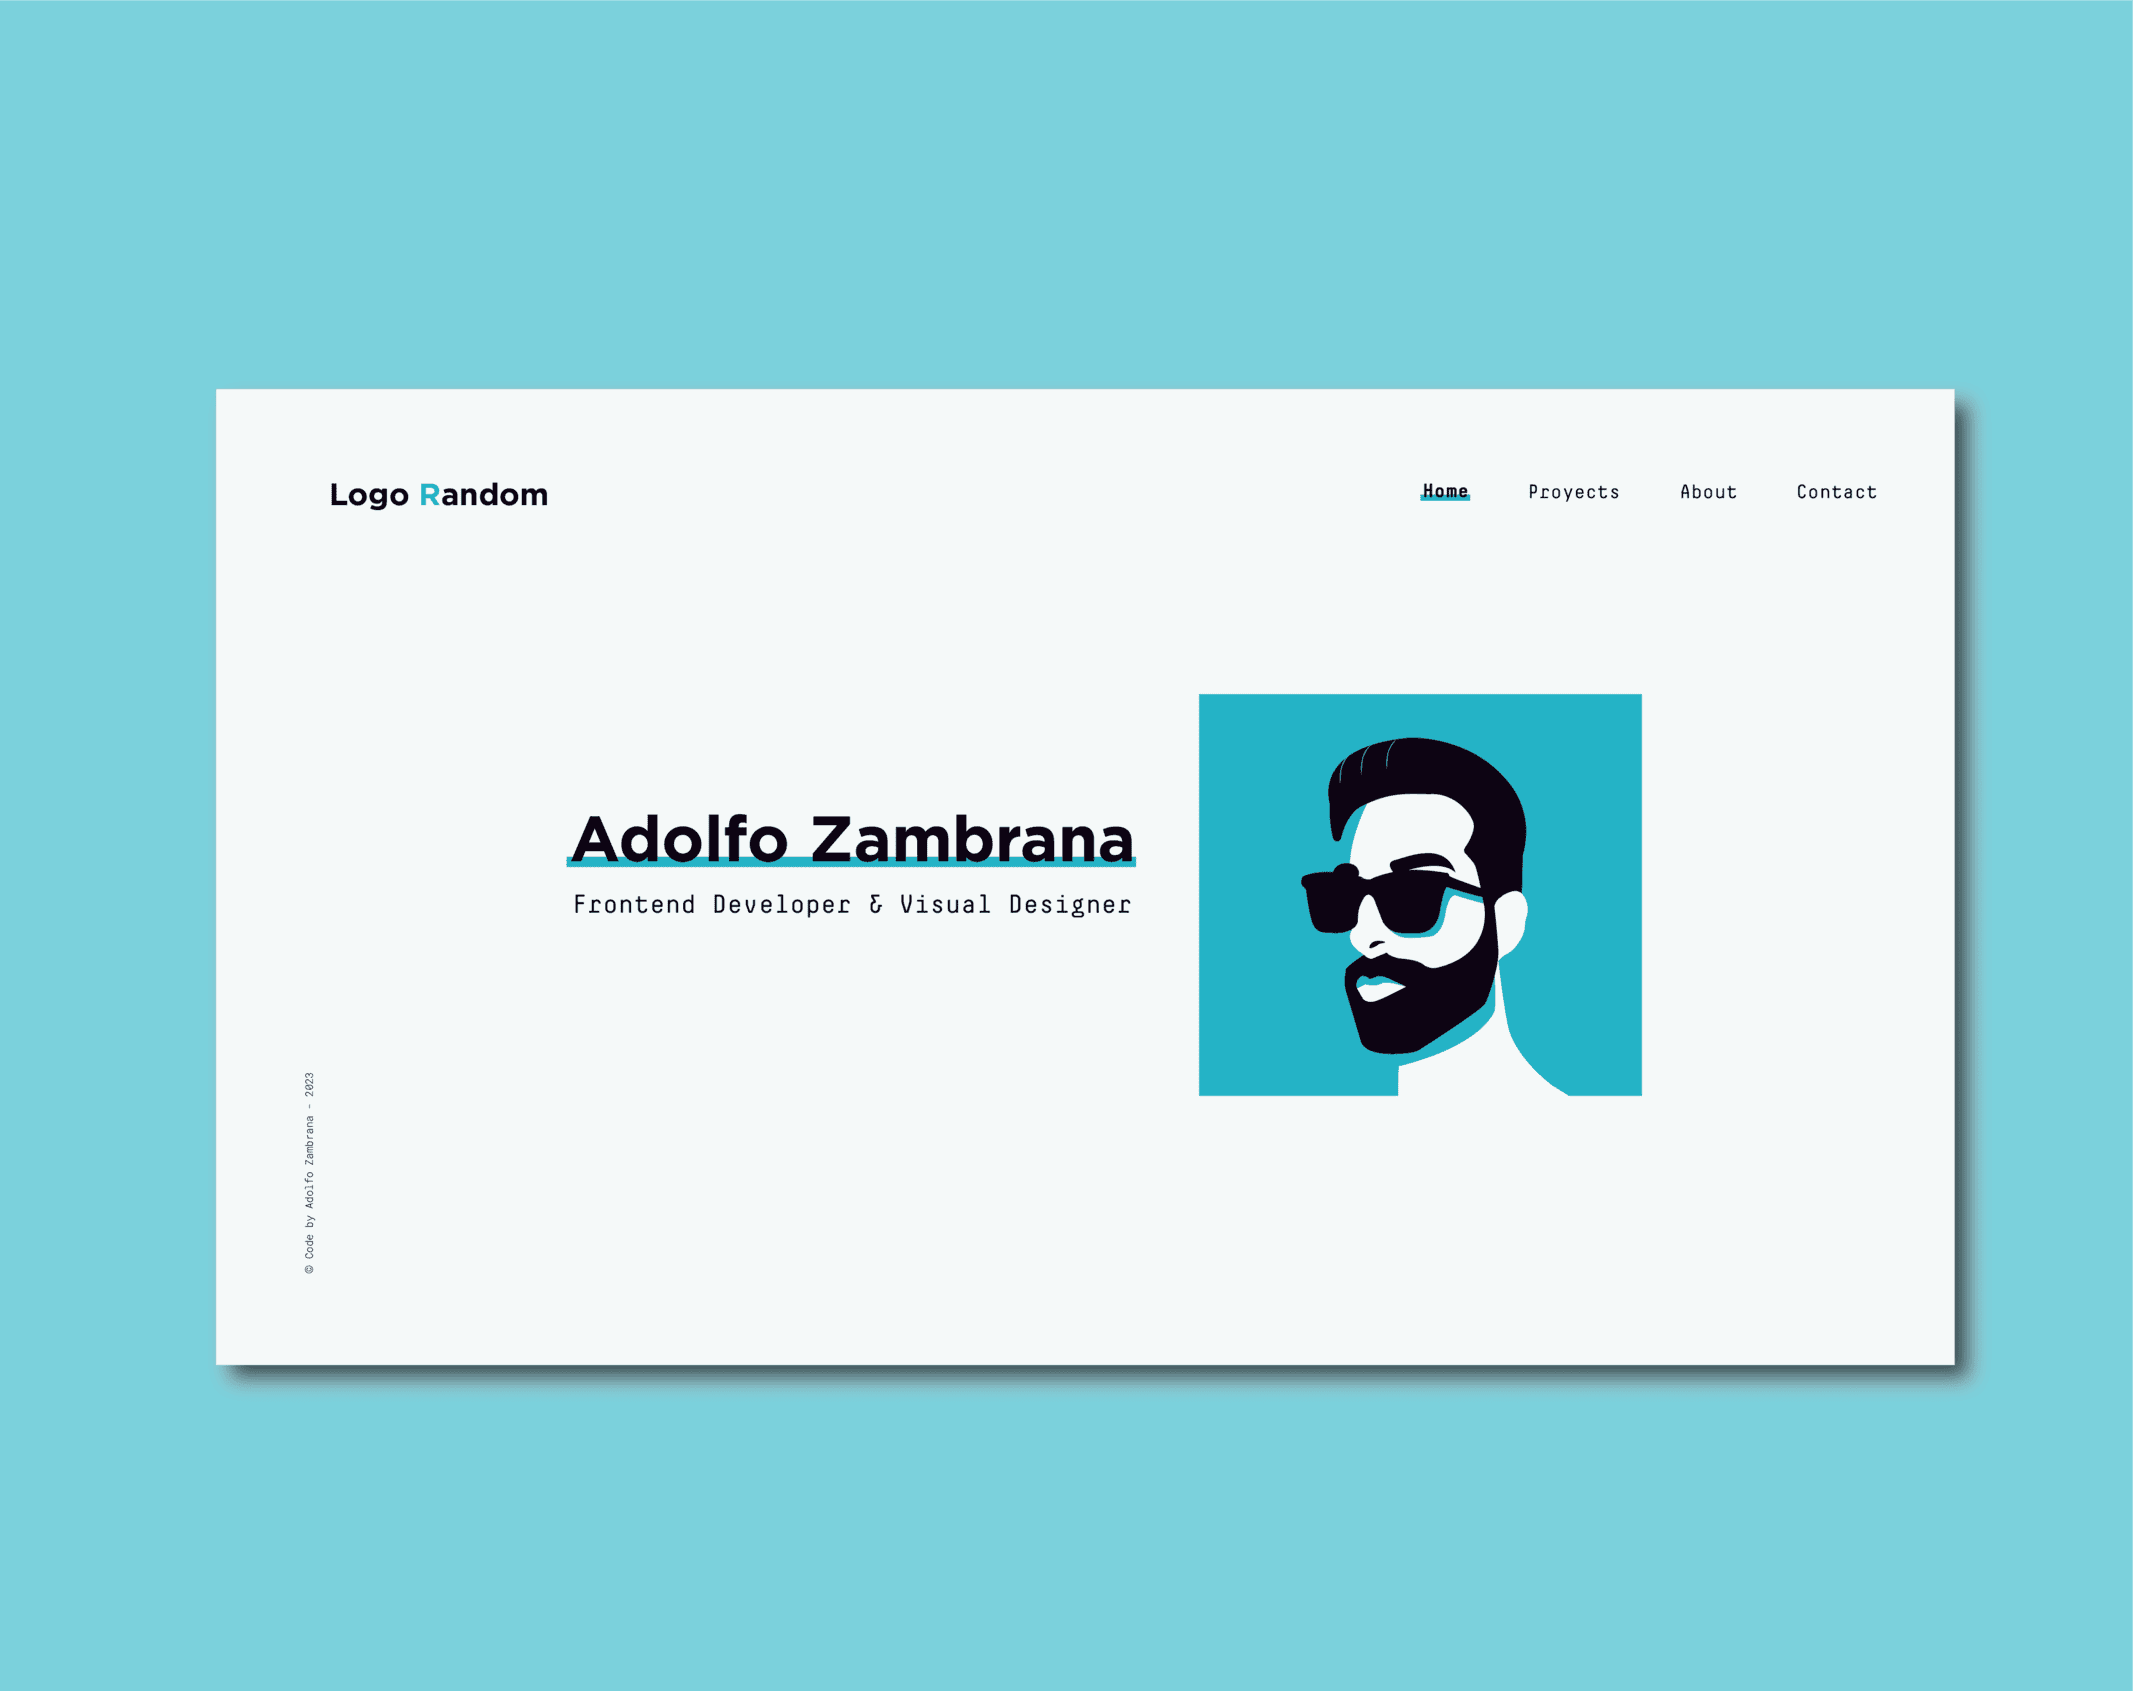 Logo Random
Home Proyects About Contact
Adolfo Zambrana
Frontend Developer & Visual Designer
© Code by Adolfo Zambrana - 2023